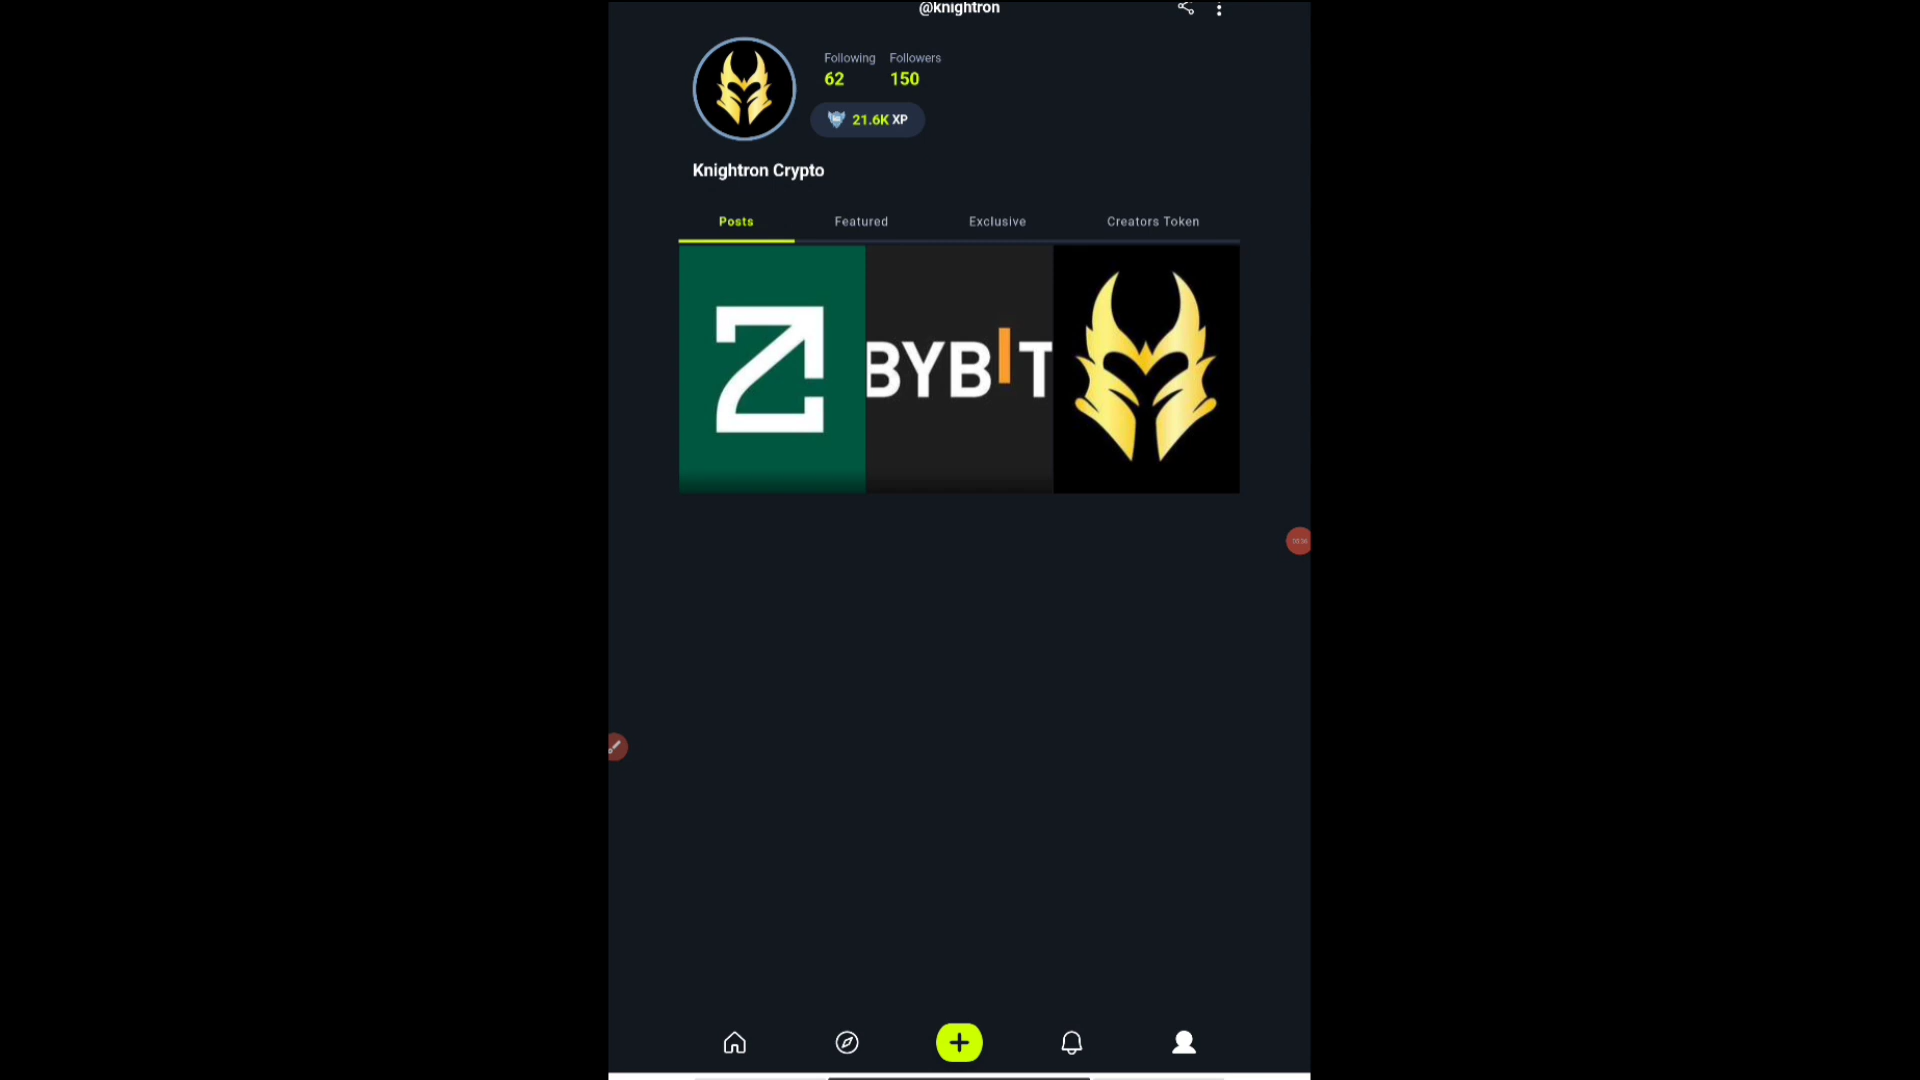 @knightron
Following Followers
62 150
21.6K XP
Knightron Crypto
Posts Featured Exclusive Creators Token
BYBIT